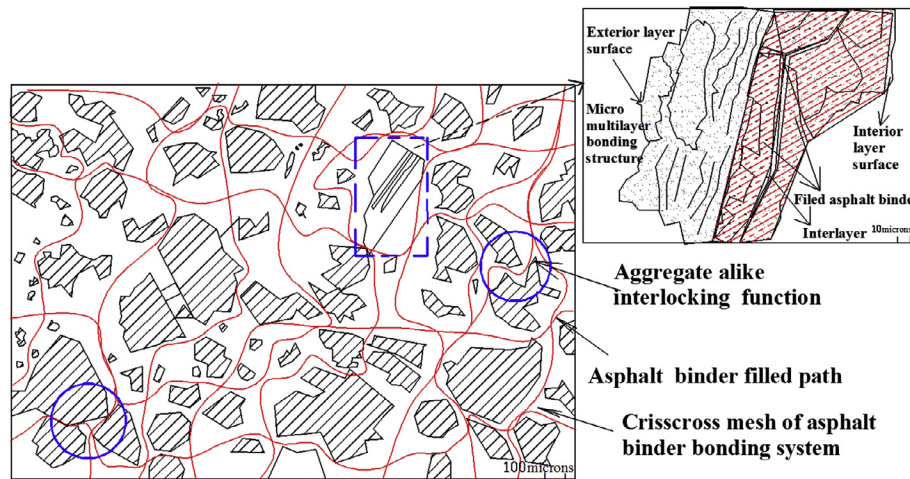 Exterior layer
surface
Micro
multilayer
bonding
structure
Interior
layer
surface
Filed asphalt binde
Interlayer
10microns
Aggregate alike
interlocking function
Asphalt binder filled path
Crisscross mesh of asphalt
binder bonding system
100microns